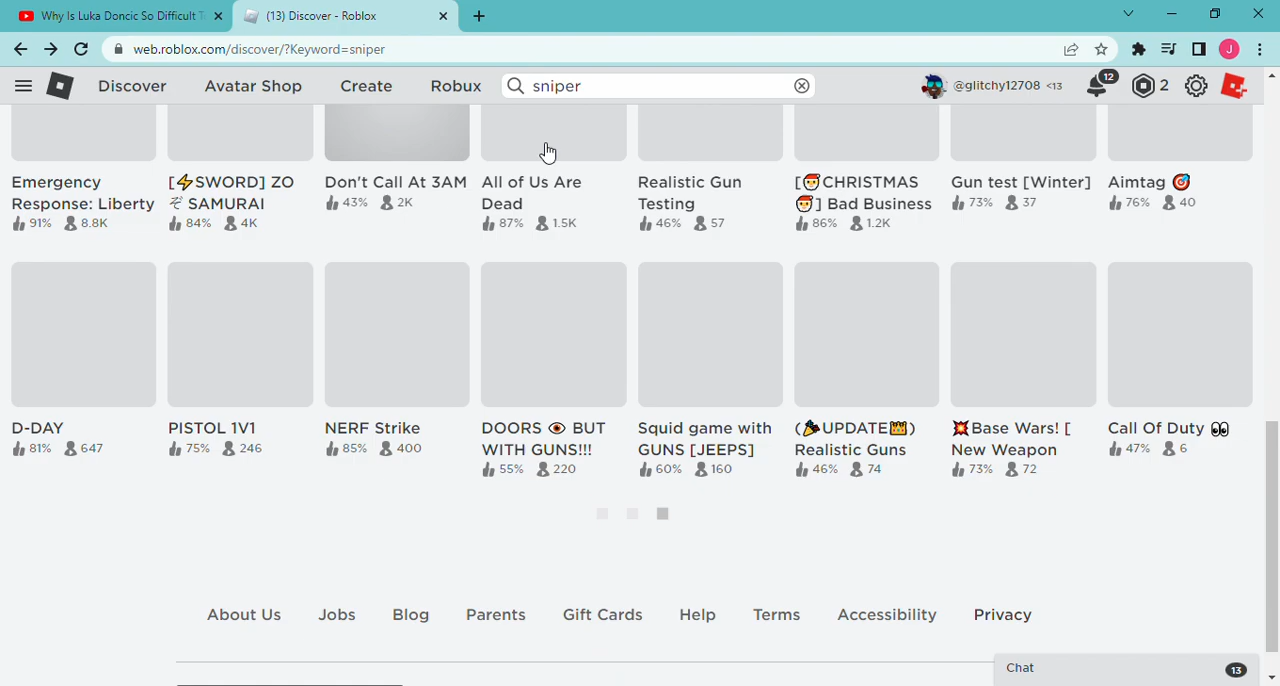 Why Is Luka Doncic So Difficult T
(13) Discover - Roblox
web.roblox.com/discover/?Keyword=sniper
J
Discover
Avatar Shop
Create
Robux
sniper
@glitchy12708 <13
12
2
Emergency
Response: Liberty
91% 8.8K
[⚡SWORD] ZO
〽 SAMURAI
84% 4K
Don't Call At 3AM
43% 2K
All of Us Are
Dead
87% 1.5K
Realistic Gun
Testing
46% 57
[🎅CHRISTMAS
🎅] Bad Business
86% 1.2K
Gun test [Winter]
73% 37
Aimtag 🎯
76% 40
D-DAY
81% 647
PISTOL 1V1
75% 246
NERF Strike
85% 400
DOORS 👁 BUT
WITH GUNS!!!
55% 220
Squid game with
GUNS [JEEPS]
60% 160
(🎉UPDATE👑)
Realistic Guns
46% 74
💥Base Wars! [
New Weapon
73% 72
Call Of Duty 👀
47% 6
About Us
Jobs
Blog
Parents
Gift Cards
Help
Terms
Accessibility
Privacy
Chat
13